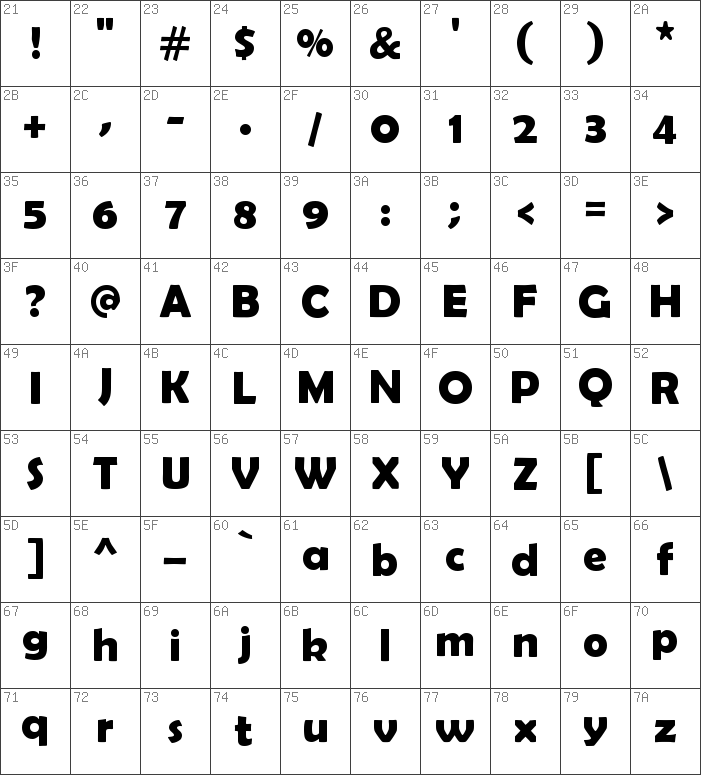 21 22 23 24 25 26 27 28 29 2A
! " # $ % & ' ( ) *
2B 2C 2D 2E 2F 30 31 32 33 34
+ , - . / 0 1 2 3 4
35 36 37 38 39 3A 3B 3C 3D 3E
5 6 7 8 9 : ; < = >
3F 40 41 42 43 44 45 46 47 48
? @ A B C D E F G H
49 4A 4B 4C 4D 4E 4F 50 51 52
I J K L M N O P Q R
53 54 55 56 57 58 59 5A 5B 5C
S T U V W X Y Z [ \
5D 5E 5F 60 61 62 63 64 65 66
] ^ _ ` a b c d e f
67 68 69 6A 6B 6C 6D 6E 6F 70
g h i j k l m n o p
71 72 73 74 75 76 77 78 79 7A
q r s t u v w x y z